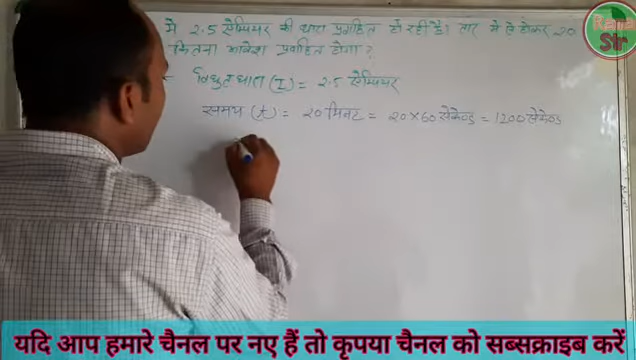 में 2.5 ऐम्पियर की धारा प्रवाहित हो रही है। तार में से होकर 20
कितना आवेश प्रवाहित होगा ?
विद्युत धारा (I) = 2.5 ऐम्पियर
समय (t) = 20 मिनट = 20 × 60 सेकेण्ड = 1200 सेकेण्ड
Sir
यदि आप हमारे चैनल पर नए हैं तो कृपया चैनल को सब्सक्राइब करें